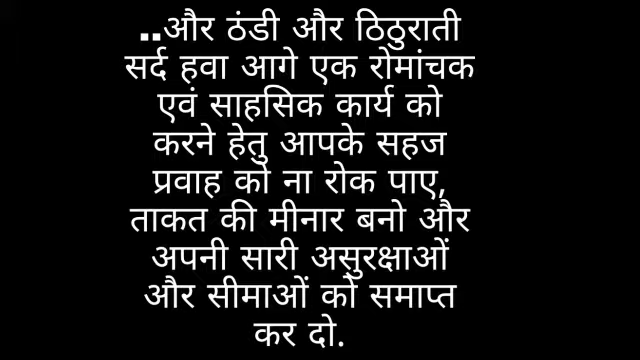 ..और ठंडी और ठिठुराती
सर्द हवा आगे एक रोमांचक
एवं साहसिक कार्य को
करने हेतु आपके सहज
प्रवाह को ना रोक पाए,
ताकत की मीनार बनो और
अपनी सारी असुरक्षाओं
और सीमाओं को समाप्त
कर दो.